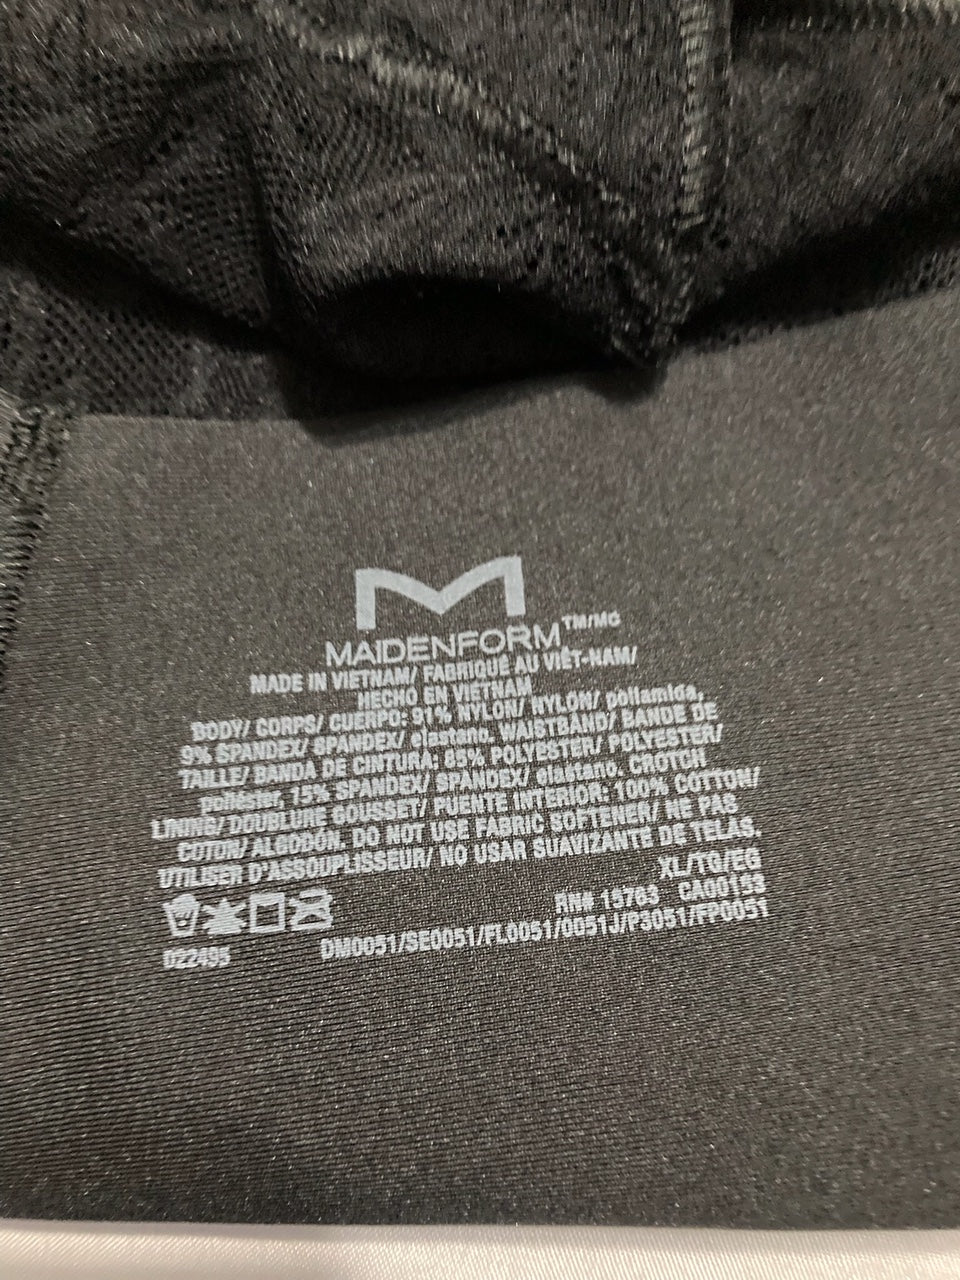 MAIDENFORM™/MC
MADE IN VIETNAM/ FABRIQUÉ AU VIÊT-NAM/
HECHO EN VIETNAM
BODY/ CORPS/ CUERPO: 91% NYLON/ NYLON/ poliamida,
9% SPANDEX/ SPANDEX/ elastano. WAISTBAND/ BANDE DE
TAILLE/ BANDA DE CINTURA: 85% POLYESTER/ POLYESTER/
poliéster, 15% SPANDEX/ SPANDEX/ elastano. CROTCH
LINING/ DOUBLURE GOUSSET/ PUENTE INTERIOR: 100% COTTON/
COTON/ ALGODÓN. DO NOT USE FABRIC SOFTENER/ NE PAS
UTILISER D'ASSOUPLISSEUR/ NO USAR SUAVIZANTE DE TELAS.
XL/TG/EG
RN# 15763 CA00153
D22495 DM0051/SE0051/FL0051/0051J/P3051/FP0051